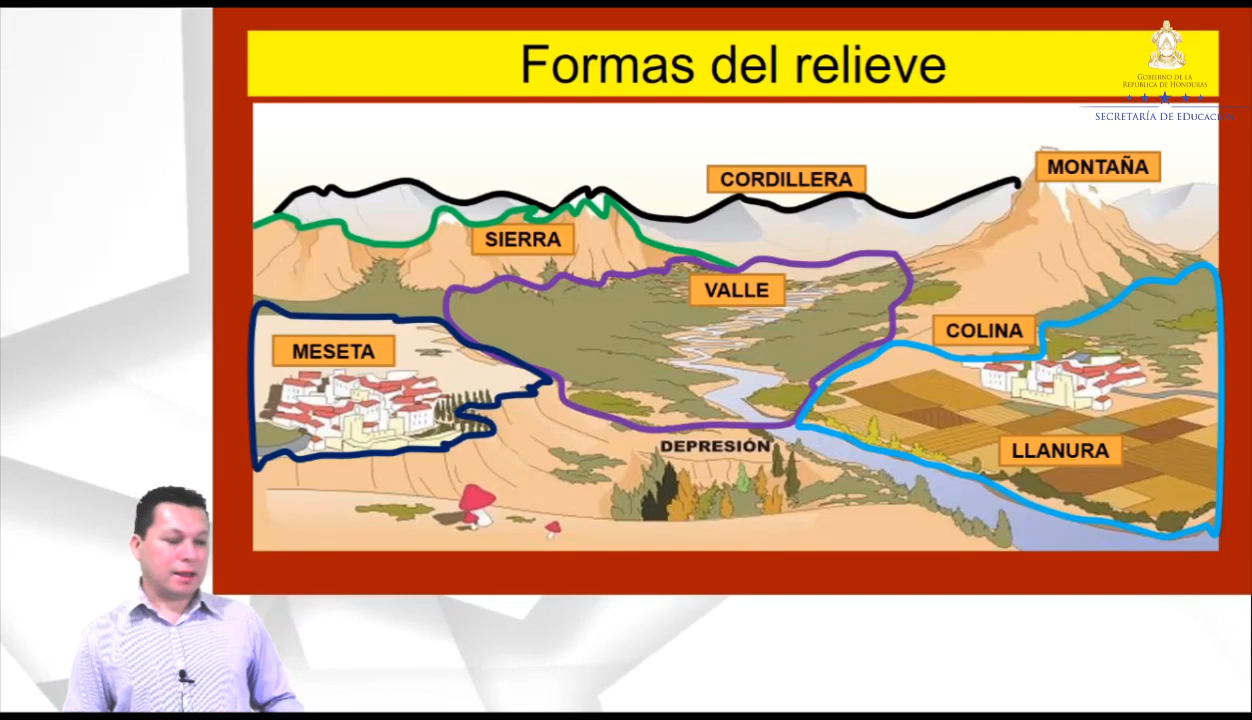 Formas del relieve
GOBIERNO DE LA
REPÚBLICA DE HONDURAS
SECRETARÍA DE EDUCACIÓN
CORDILLERA
MONTAÑA
SIERRA
VALLE
COLINA
MESETA
DEPRESIÓN
LLANURA